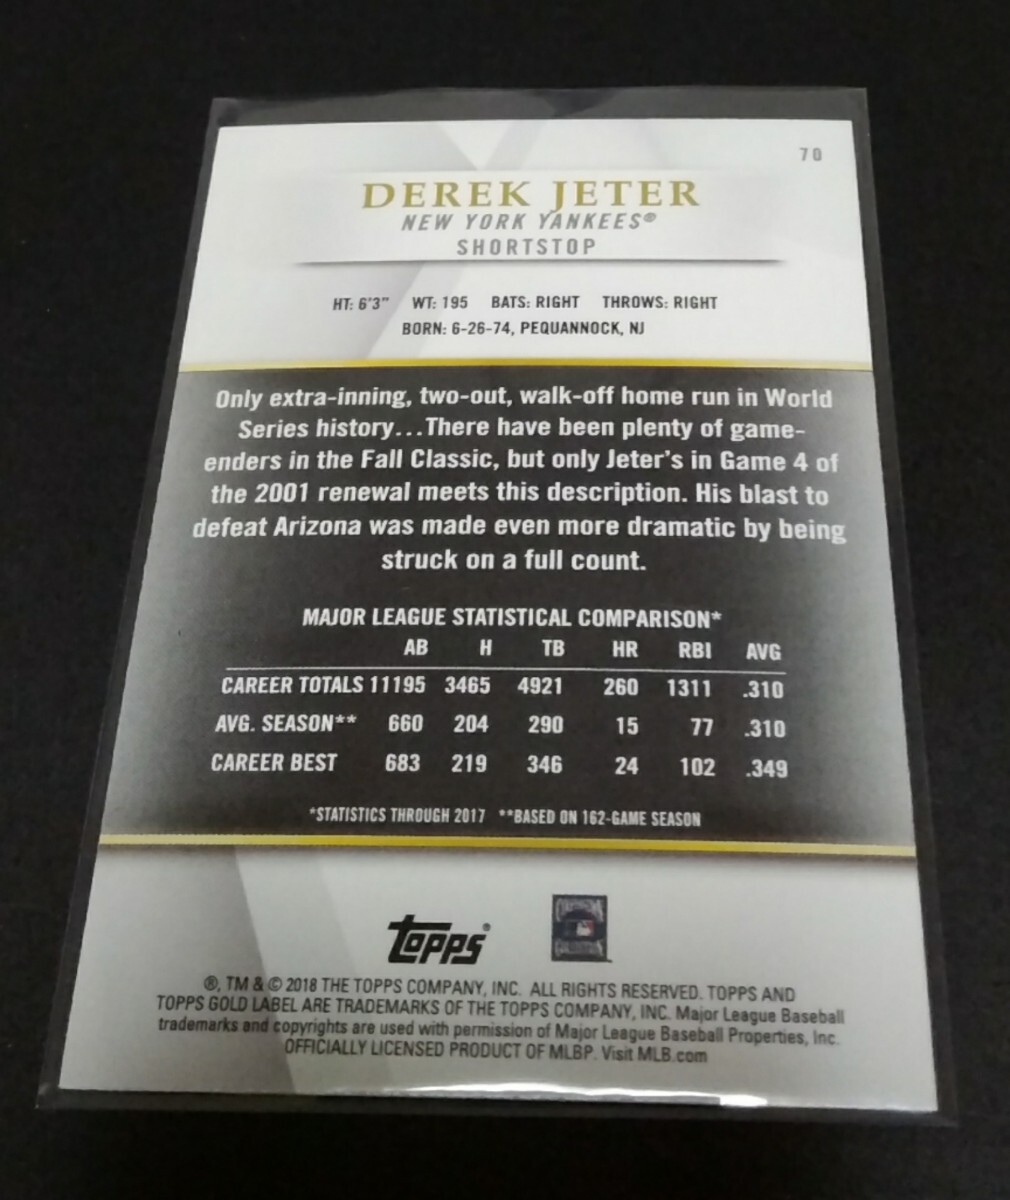 70
DEREK JETER
NEW YORK YANKEES®
SHORTSTOP
HT: 6'3" WT: 195 BATS: RIGHT THROWS: RIGHT
BORN: 6-26-74, PEQUANNOCK, NJ
Only extra-inning, two-out, walk-off home run in World
Series history...There have been plenty of game-
enders in the Fall Classic, but only Jeter's in Game 4 of
the 2001 renewal meets this description. His blast to
defeat Arizona was made even more dramatic by being
struck on a full count.
MAJOR LEAGUE STATISTICAL COMPARISON*
AB H TB HR RBI AVG
CAREER TOTALS 11195 3465 4921 260 1311 .310
AVG. SEASON** 660 204 290 15 77 .310
CAREER BEST 683 219 346 24 102 .349
*STATISTICS THROUGH 2017 **BASED ON 162-GAME SEASON
Topps®
®, TM & © 2018 THE TOPPS COMPANY, INC. ALL RIGHTS RESERVED. TOPPS AND
TOPPS GOLD LABEL ARE TRADEMARKS OF THE TOPPS COMPANY, INC. Major League Baseball
trademarks and copyrights are used with permission of Major League Baseball Properties, Inc.
OFFICIALLY LICENSED PRODUCT OF MLBP. Visit MLB.com